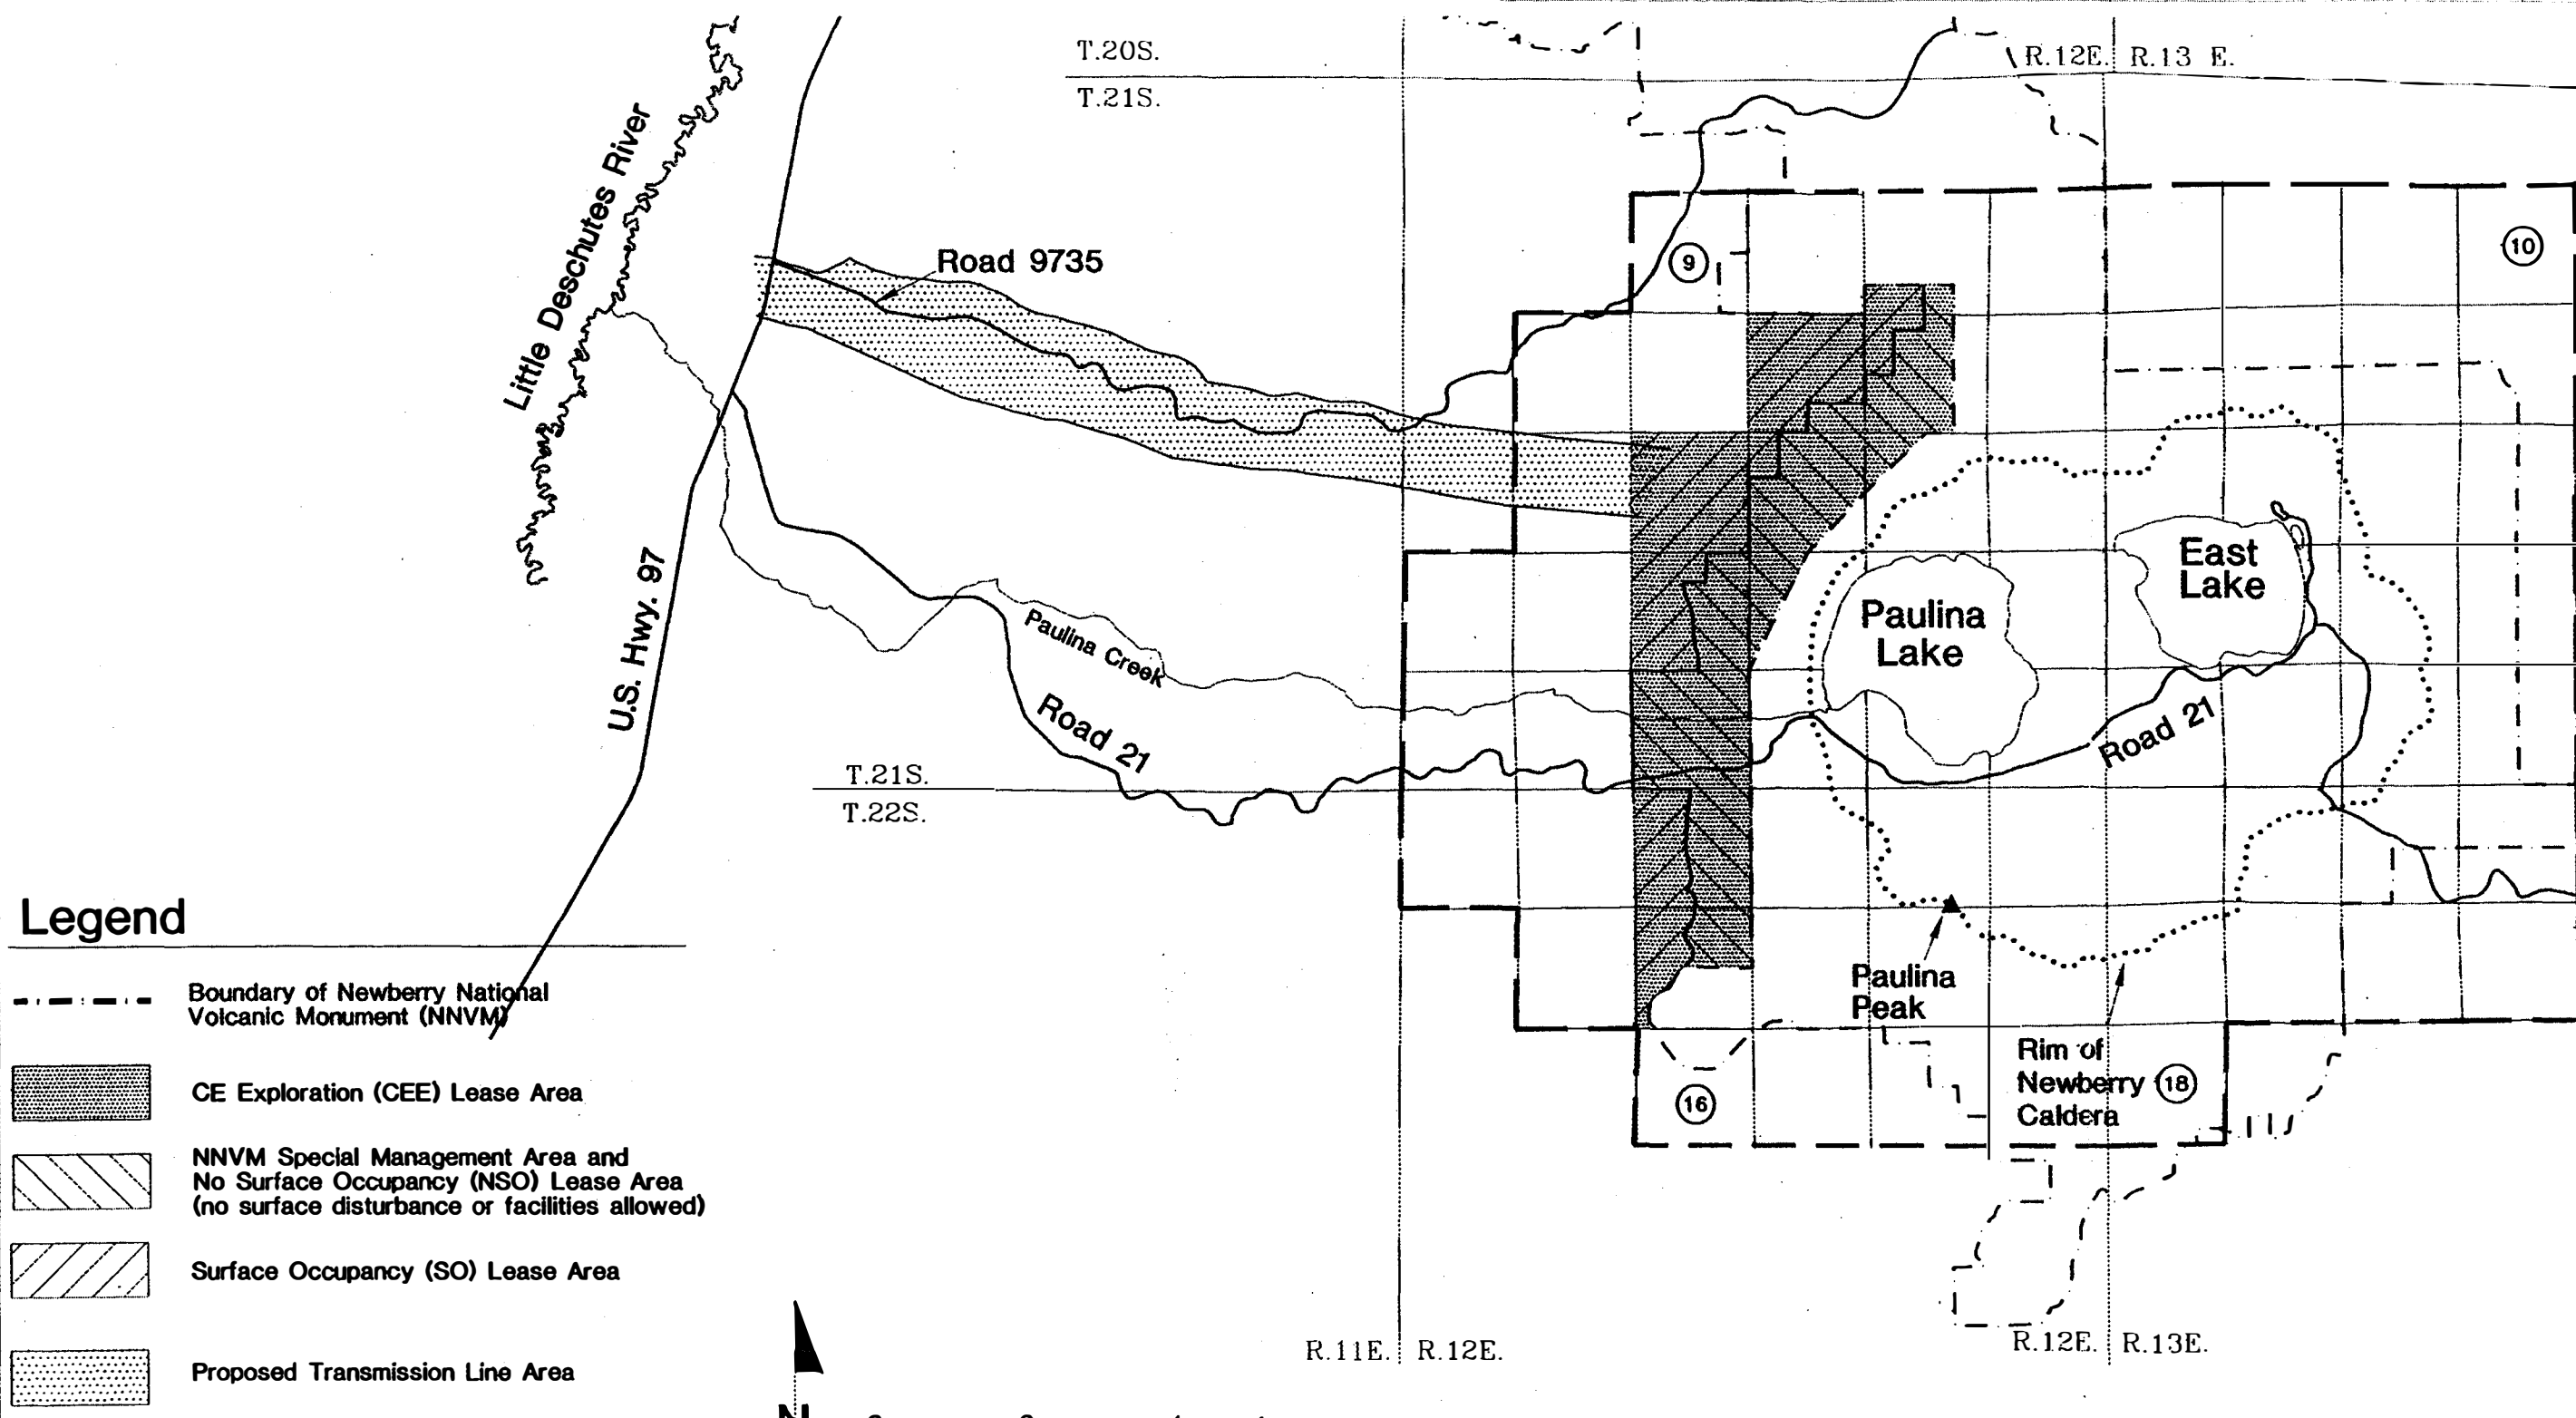 T.20S.
T.21S.
R.12E. R.13 E.
Little Deschutes River
Road 9735
9
10
U.S. Hwy. 97
Paulina Creek
Road 21
Paulina
Lake
East
Lake
Road 21
T.21S.
T.22S.
Paulina
Peak
Rim of
Newberry
Caldera
16
18
R.11E. R.12E.
R.12E. R.13E.
Legend
Boundary of Newberry National
Volcanic Monument (NNVM)
CE Exploration (CEE) Lease Area
NNVM Special Management Area and
No Surface Occupancy (NSO) Lease Area
(no surface disturbance or facilities allowed)
Surface Occupancy (SO) Lease Area
Proposed Transmission Line Area
N